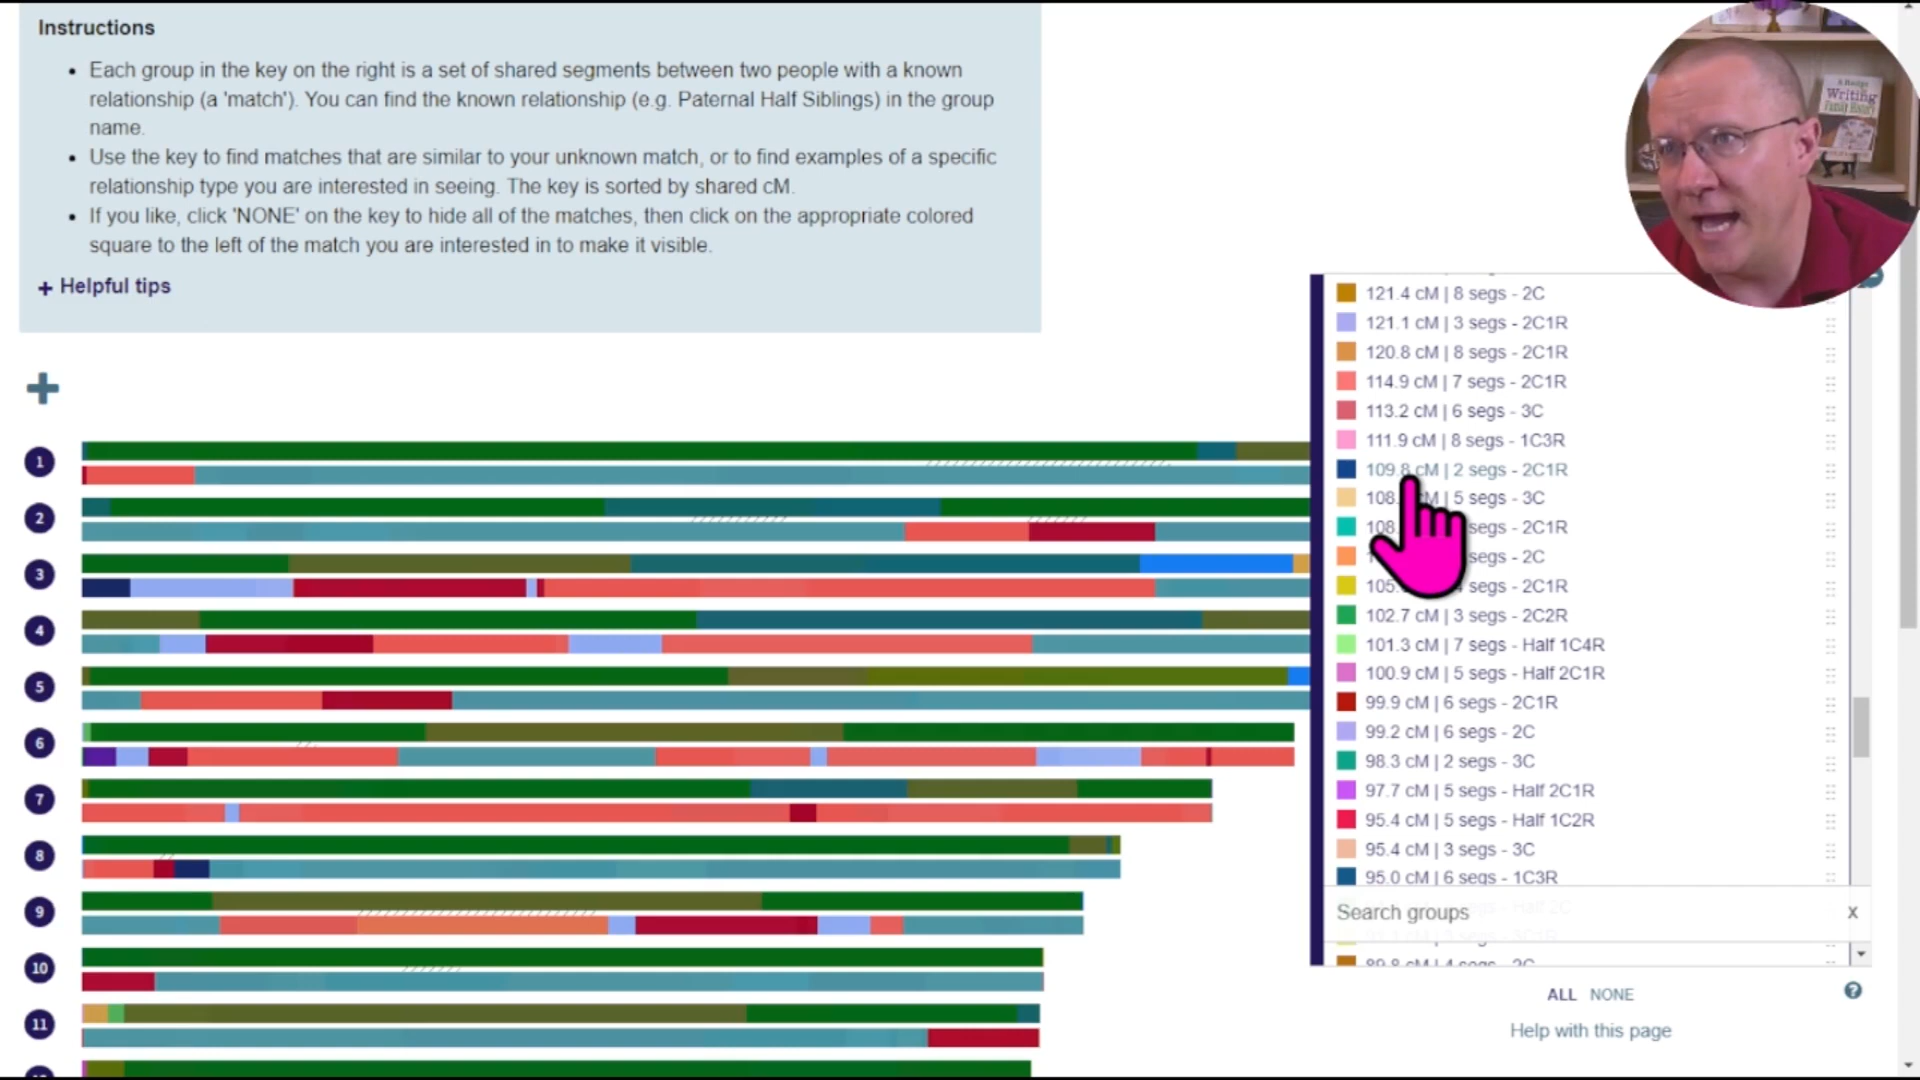 Instructions
• Each group in the key on the right is a set of shared segments between two people with a known
relationship (a 'match'). You can find the known relationship (e.g. Paternal Half Siblings) in the group
name.
• Use the key to find matches that are similar to your unknown match, or to find examples of a specific
relationship type you are interested in seeing. The key is sorted by shared cM.
• If you like, click 'NONE' on the key to hide all of the matches, then click on the appropriate colored
square to the left of the match you are interested in to make it visible.
+ Helpful tips
Writing
Family History
1
2
3
4
5
6
7
8
9
10
11
121.4 cM | 8 segs - 2C
121.1 cM | 3 segs - 2C1R
120.8 cM | 8 segs - 2C1R
114.9 cM | 7 segs - 2C1R
113.2 cM | 6 segs - 3C
111.9 cM | 8 segs - 1C3R
109.8 cM | 2 segs - 2C1R
108. M | 5 segs - 3C
108. segs - 2C1R
segs - 2C
105. segs - 2C1R
102.7 cM | 3 segs - 2C2R
101.3 cM | 7 segs - Half 1C4R
100.9 cM | 5 segs - Half 2C1R
99.9 cM | 6 segs - 2C1R
99.2 cM | 6 segs - 2C
98.3 cM | 2 segs - 3C
97.7 cM | 5 segs - Half 2C1R
95.4 cM | 5 segs - Half 1C2R
95.4 cM | 3 segs - 3C
95.0 cM | 6 segs - 1C3R
Search groups x
89.8 cM | 4 segs - 2C
ALL NONE ?
Help with this page